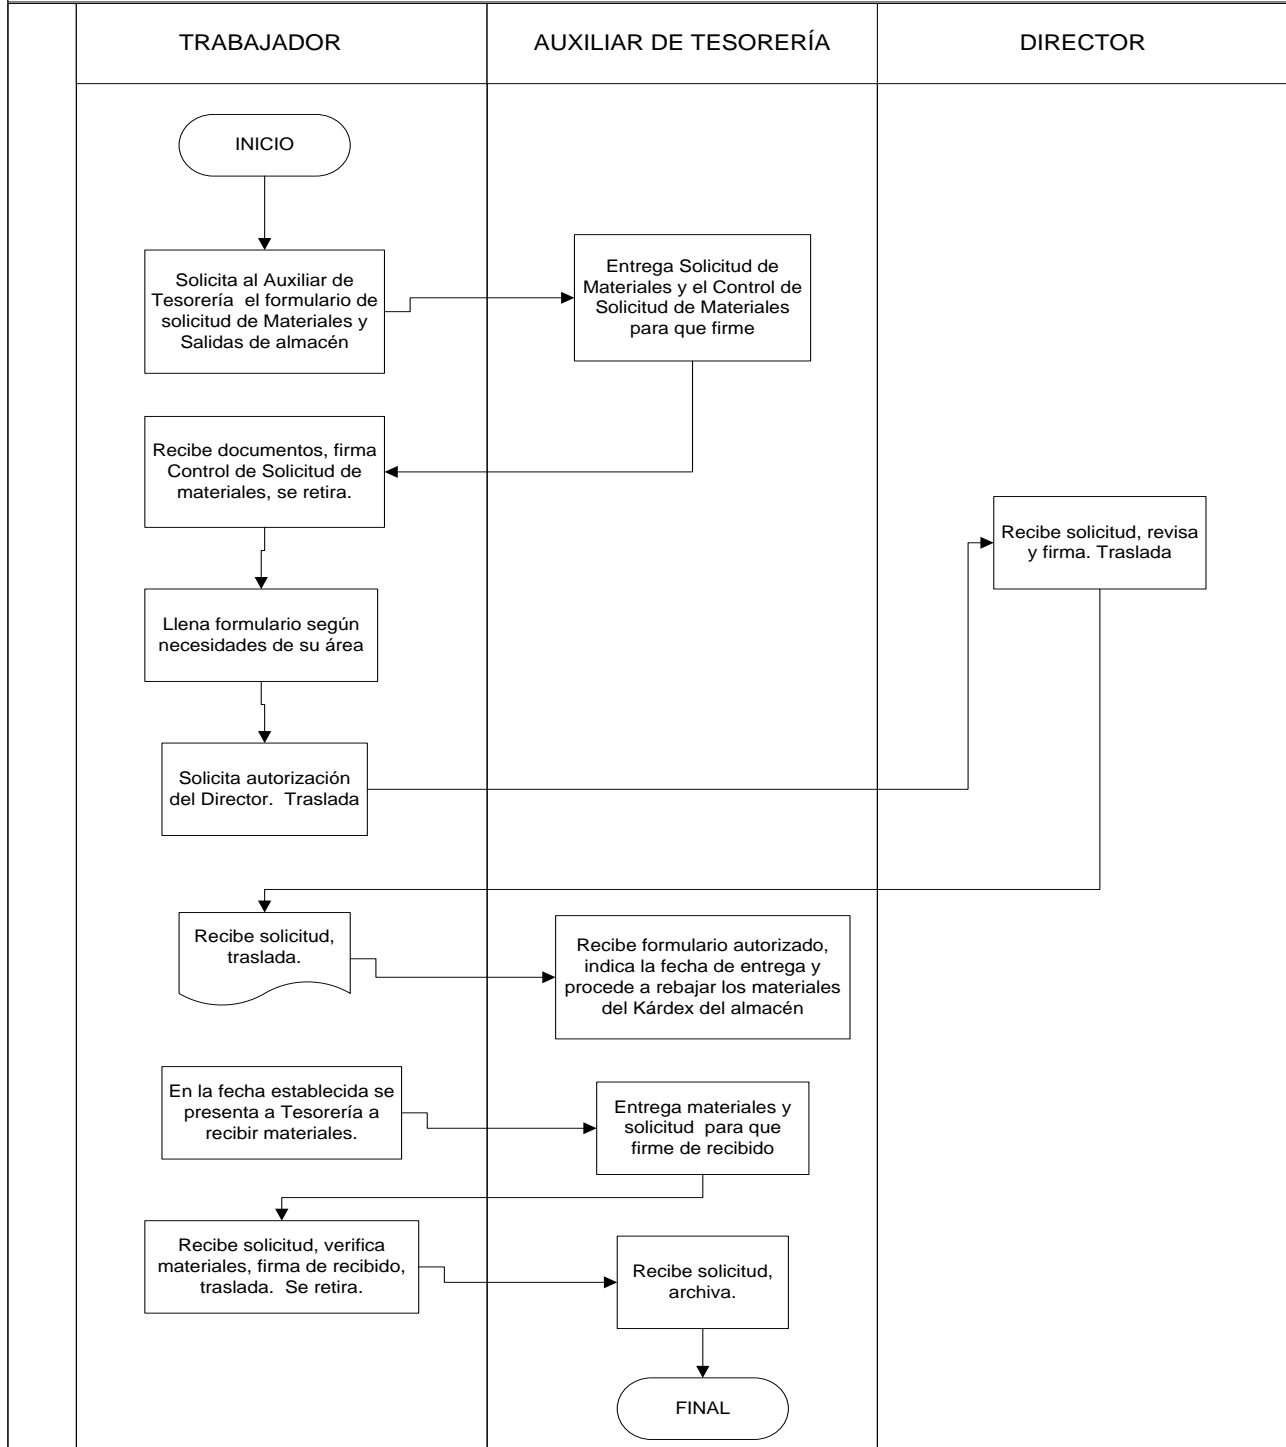 TRABAJADOR
AUXILIAR DE TESORERÍA
DIRECTOR
INICIO
Solicita al Auxiliar de
Tesorería el formulario de
solicitud de Materiales y
Salidas de almacén
Entrega Solicitud de
Materiales y el Control de
Solicitud de Materiales
para que firme
Recibe documentos, firma
Control de Solicitud de
materiales, se retira.
Llena formulario según
necesidades de su área
Solicita autorización
del Director. Traslada
Recibe solicitud, revisa
y firma. Traslada
Recibe solicitud,
traslada.
Recibe formulario autorizado,
indica la fecha de entrega y
procede a rebajar los materiales
del Kárdex del almacén
En la fecha establecida se
presenta a Tesorería a
recibir materiales.
Entrega materiales y
solicitud para que
firme de recibido
Recibe solicitud, verifica
materiales, firma de recibido,
traslada. Se retira.
Recibe solicitud,
archiva.
FINAL